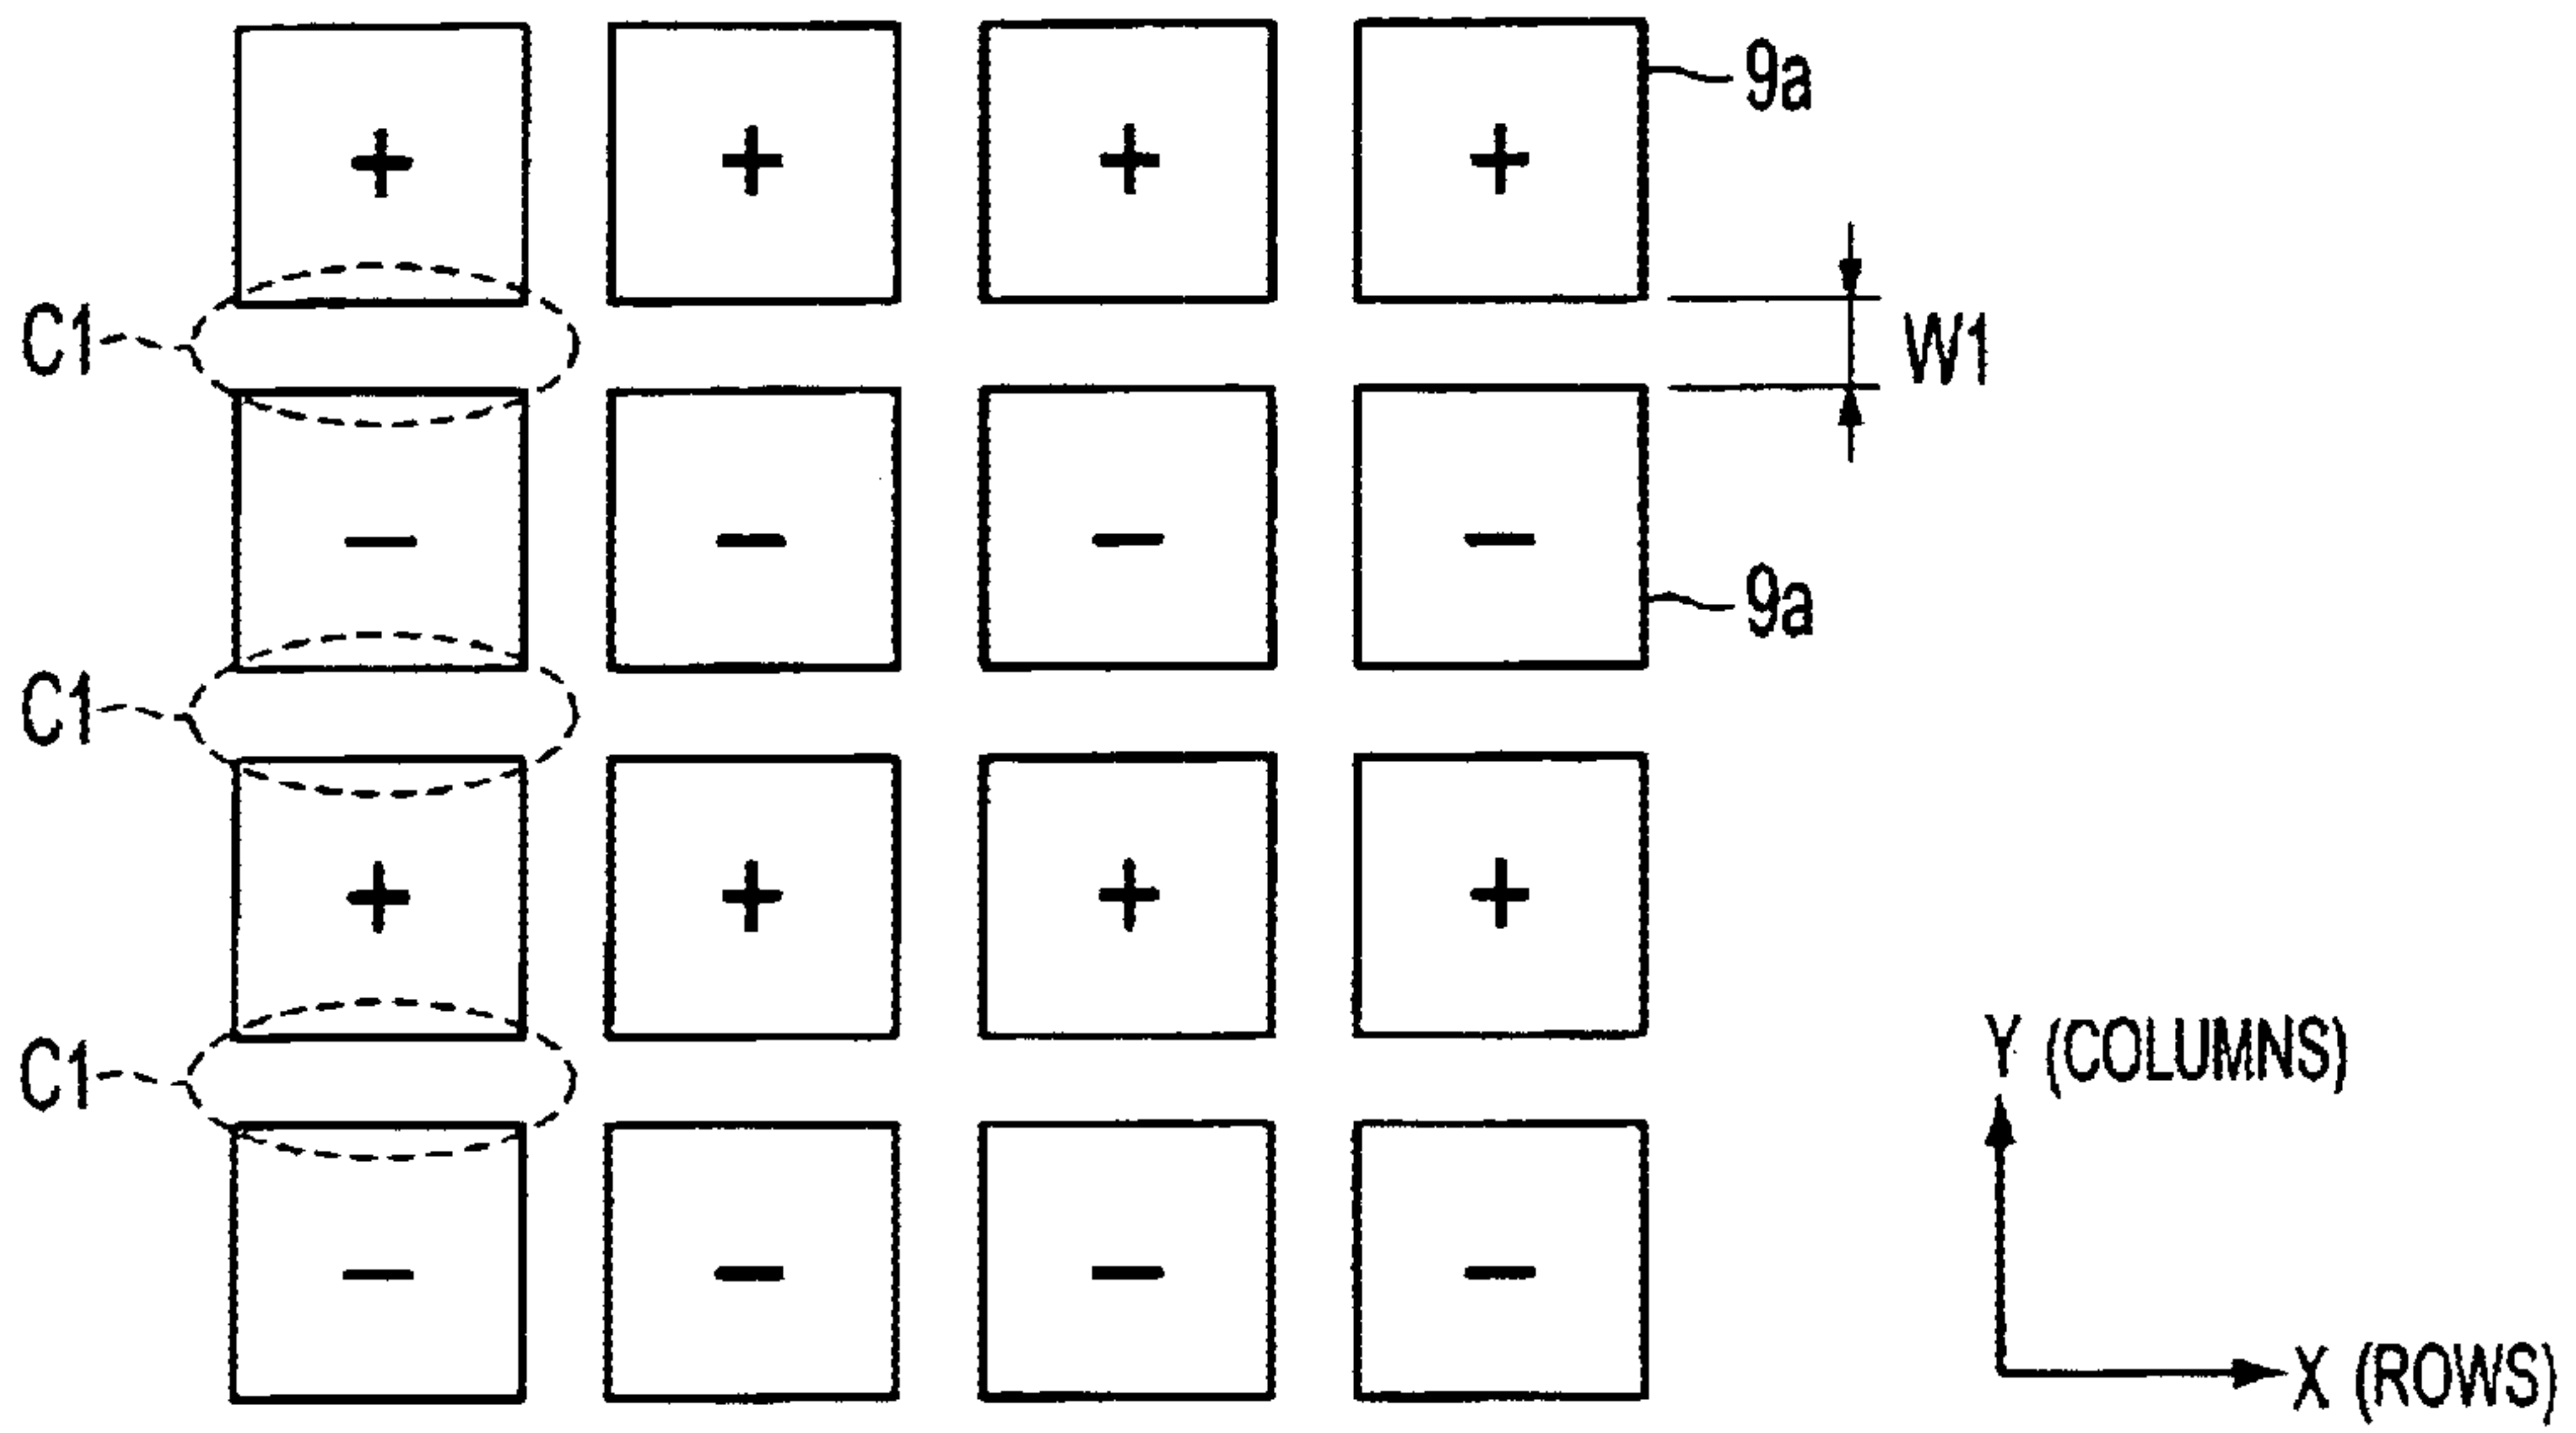 + + + + 9a
C1 W1
− − − − 9a
C1
+ + + +
C1 Y (COLUMNS)
− − − −
X (ROWS)